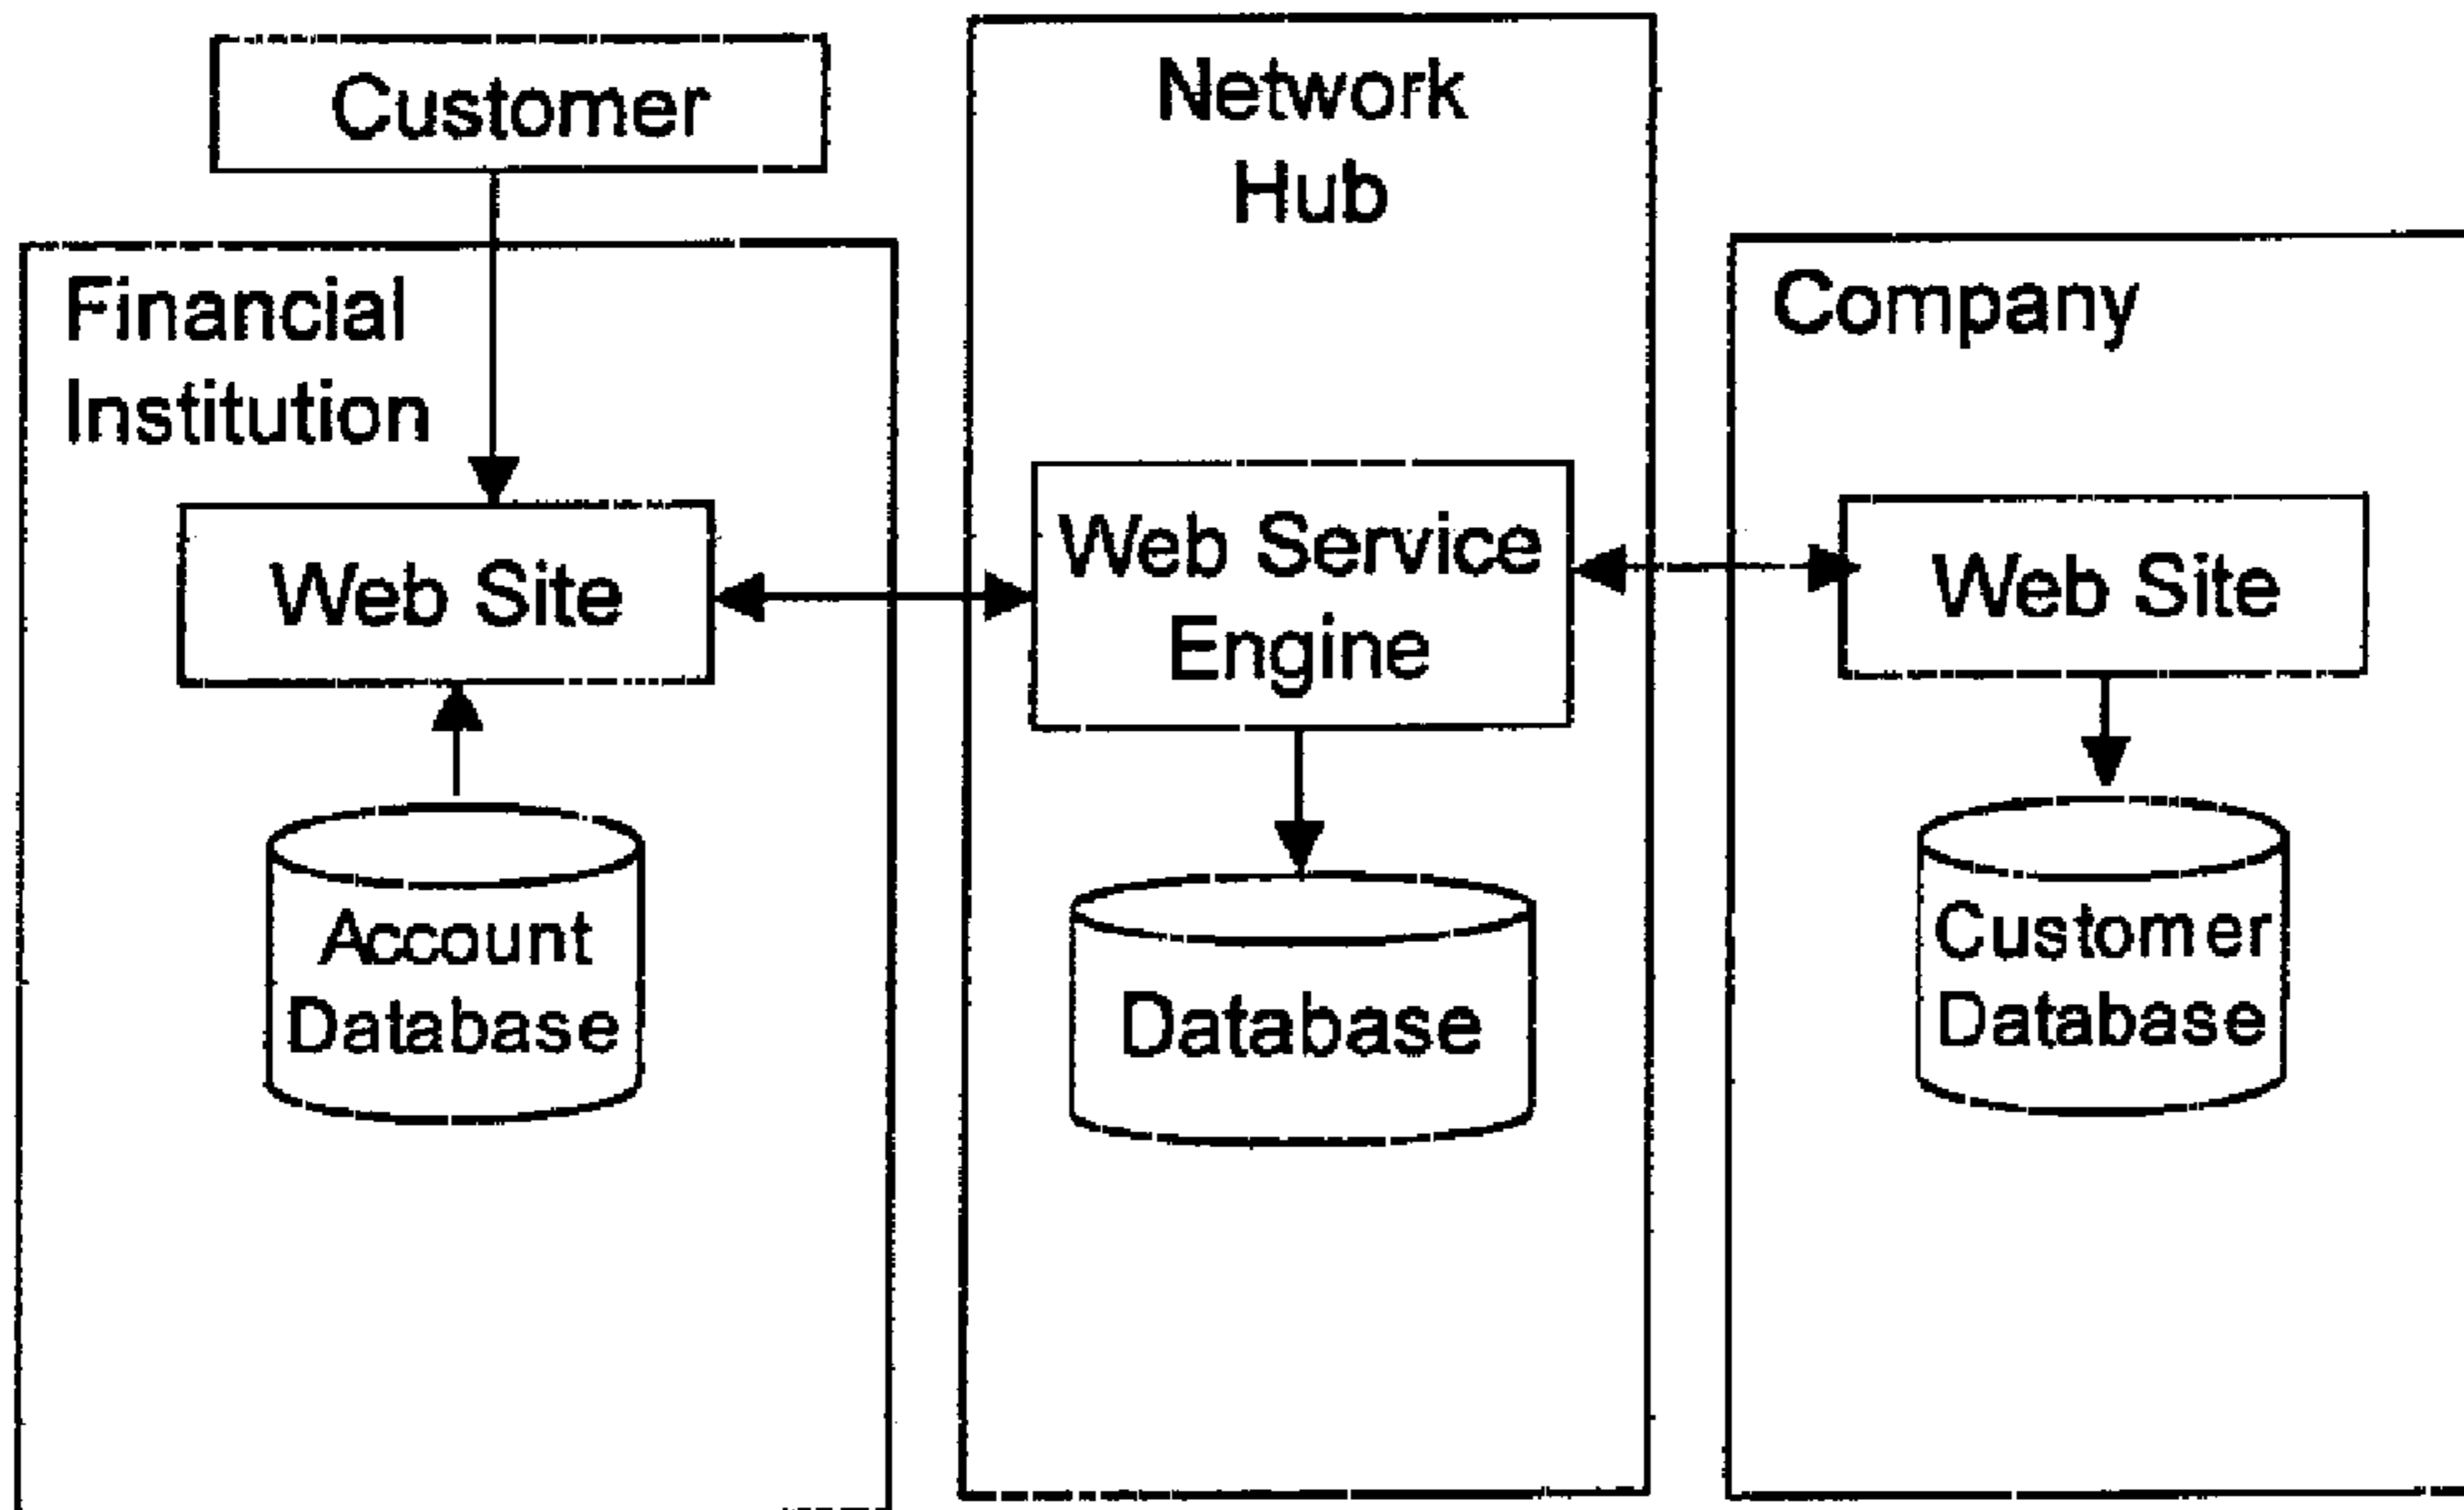 Customer
Network
Hub
Financial
Institution
Company
Web Site
Web Service
Engine
Web Site
Account
Database
Database
Customer
Database